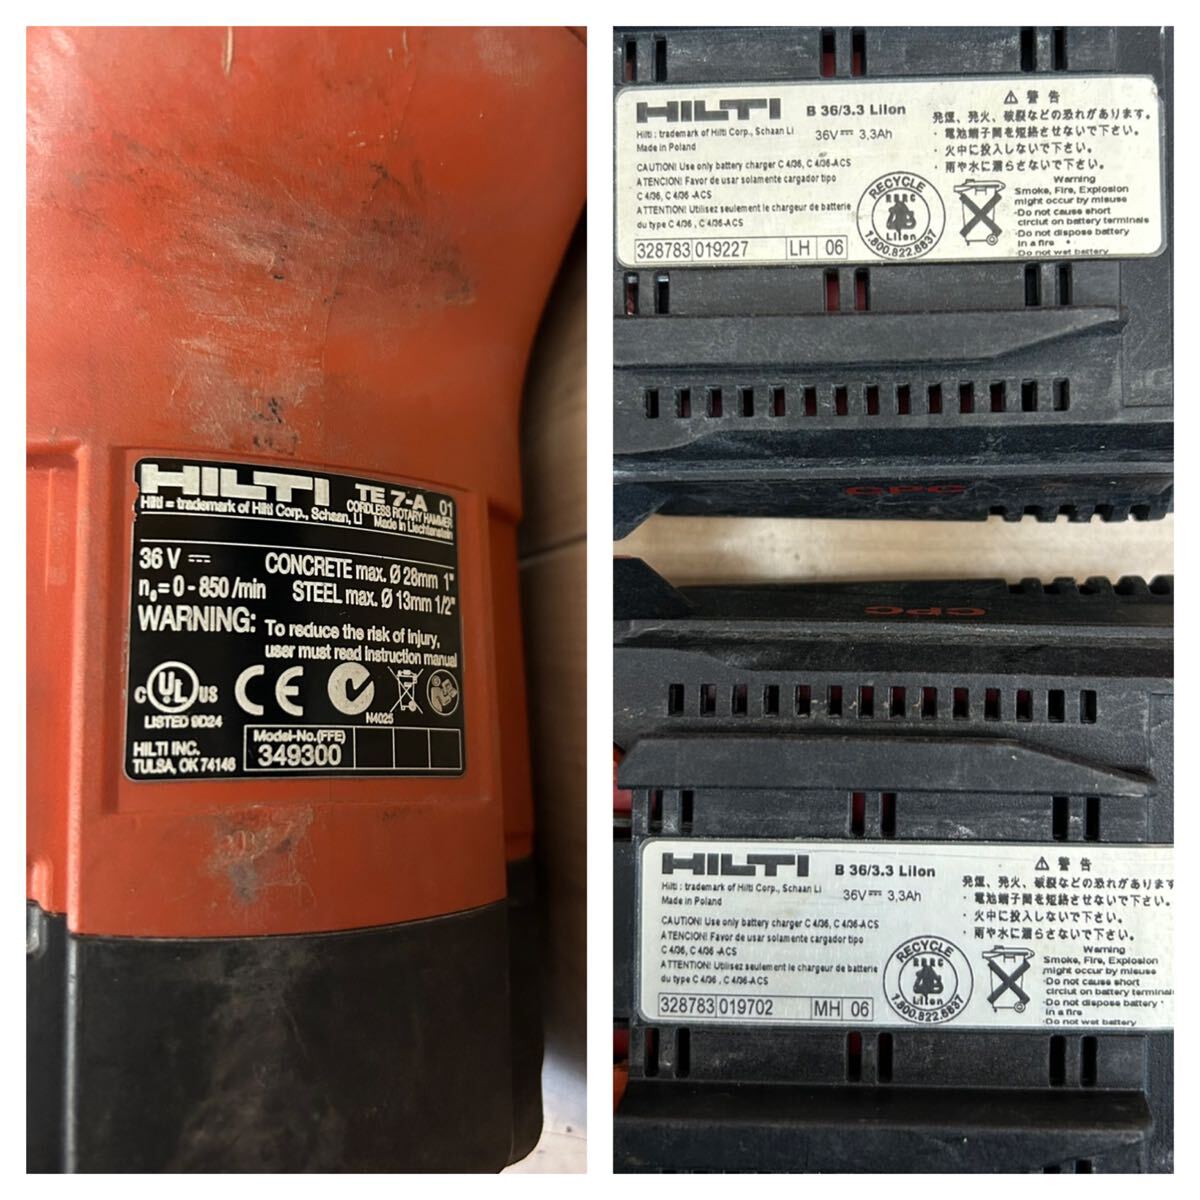 HILTI TE 7-A 01
CORDLESS ROTARY HAMMER
Hilti = trademark of Hilti Corp., Schaan, LI Made in Liechtenstein
36 V
CONCRETE max. Ø 28mm 1"
n₀ = 0 - 850 /min STEEL max. Ø 13mm 1/2"
WARNING: To reduce the risk of injury,
user must read instruction manual
C UL US CE N4025
LISTED 9D24
HILTI INC.
TULSA, OK 74146
Model-No.(FFE)
349300
HILTI B 36/3.3 LiIon
Hilti : trademark of Hilti Corp., Schaan LI 36V 3,3Ah
Made in Poland
CAUTION! Use only battery charger C 4/36, C 4/36-ACS
ATENCION! Favor de usar solamente cargador tipo
C 4/36, C 4/36 -ACS
ATTENTION! Utilisez seulement le chargeur de batterie
du type C 4/36 , C 4/36-ACS
328783 019227 LH 06
RECYCLE
RBRC
LiIon
1.800.822.8837
⚠ 警告
発煙、発火、破裂などの恐れがあります。
・電池端子間を短絡させないで下さい。
・火中に投入しないで下さい。
・雨や水に濡らさないで下さい。
Warning
Smoke, Fire, Explosion
might occur by misuse
·Do not cause short
circiut on battery terminals
·Do not dispose battery
in a fire
·Do not wet battery
CPC
CPC
HILTI B 36/3.3 LiIon
Hilti : trademark of Hilti Corp., Schaan LI 36V 3,3Ah
Made in Poland
CAUTION! Use only battery charger C 4/36, C 4/36-ACS
ATENCION! Favor de usar solamente cargador tipo
C 4/36, C 4/36 -ACS
ATTENTION! Utilisez seulement le chargeur de batterie
du type C 4/36 , C 4/36-ACS
328783 019702 MH 06
RECYCLE
RBRC
LiIon
1.800.822.8837
⚠ 警告
発煙、発火、破裂などの恐れがありま
・電池端子間を短絡させないで下さい。
・火中に投入しないで下さい。
・雨や水に濡らさないで下さい。
Warning
Smoke, Fire, Explosion
might occur by misuse
·Do not cause short
circiut on battery terminals
·Do not dispose battery
in a fire
·Do not wet battery